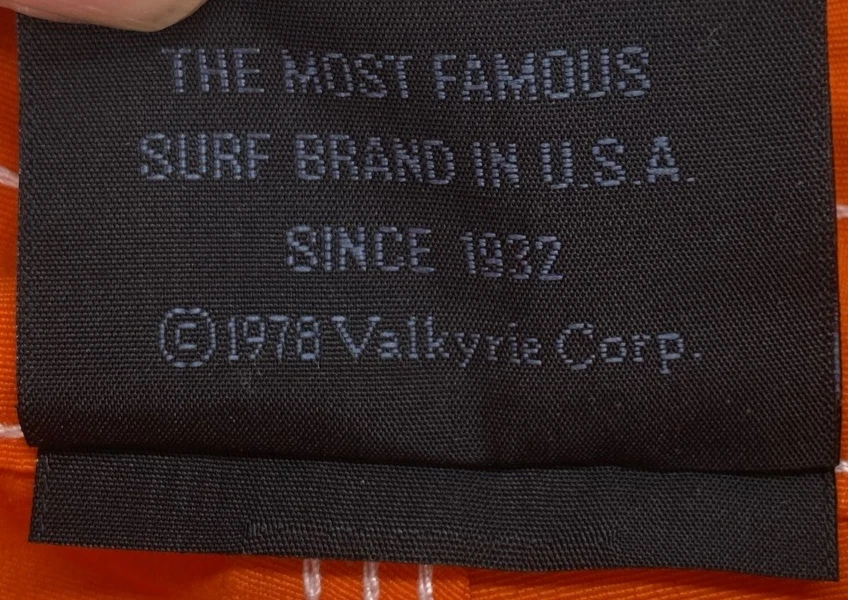 THE MOST FAMOUS
SURF BRAND IN U.S.A.
SINCE 1932
©1978 Valkyrie Corp.